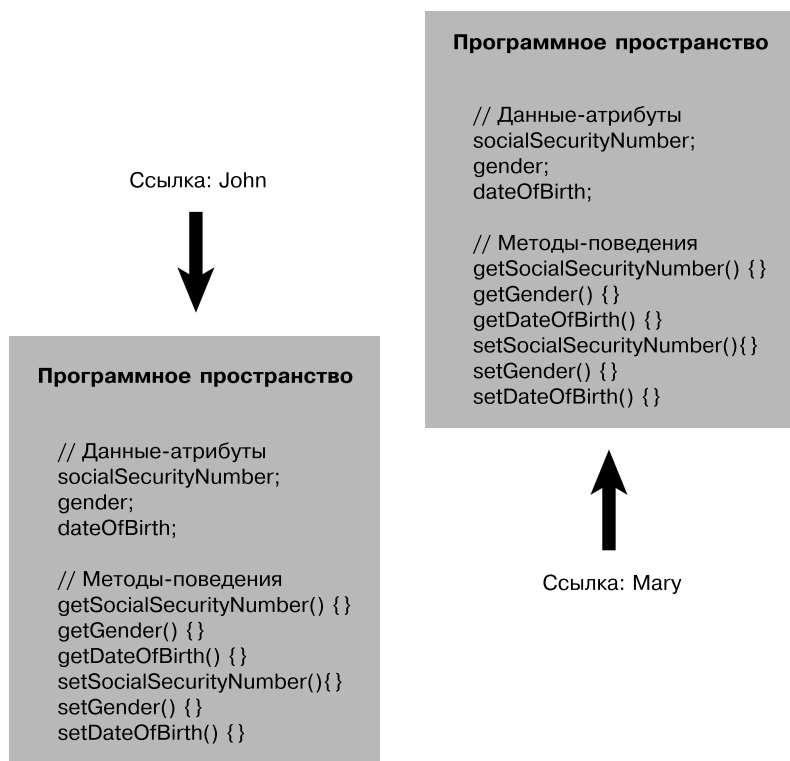 Ссылка: John
Программное пространство
// Данные-атрибуты
socialSecurityNumber;
gender;
dateOfBirth;
// Методы-поведения
getSocialSecurityNumber() {}
getGender() {}
getDateOfBirth() {}
setSocialSecurityNumber(){}
setGender() {}
setDateOfBirth() {}
Программное пространство
// Данные-атрибуты
socialSecurityNumber;
gender;
dateOfBirth;
// Методы-поведения
getSocialSecurityNumber() {}
getGender() {}
getDateOfBirth() {}
setSocialSecurityNumber(){}
setGender() {}
setDateOfBirth() {}
Ссылка: Mary